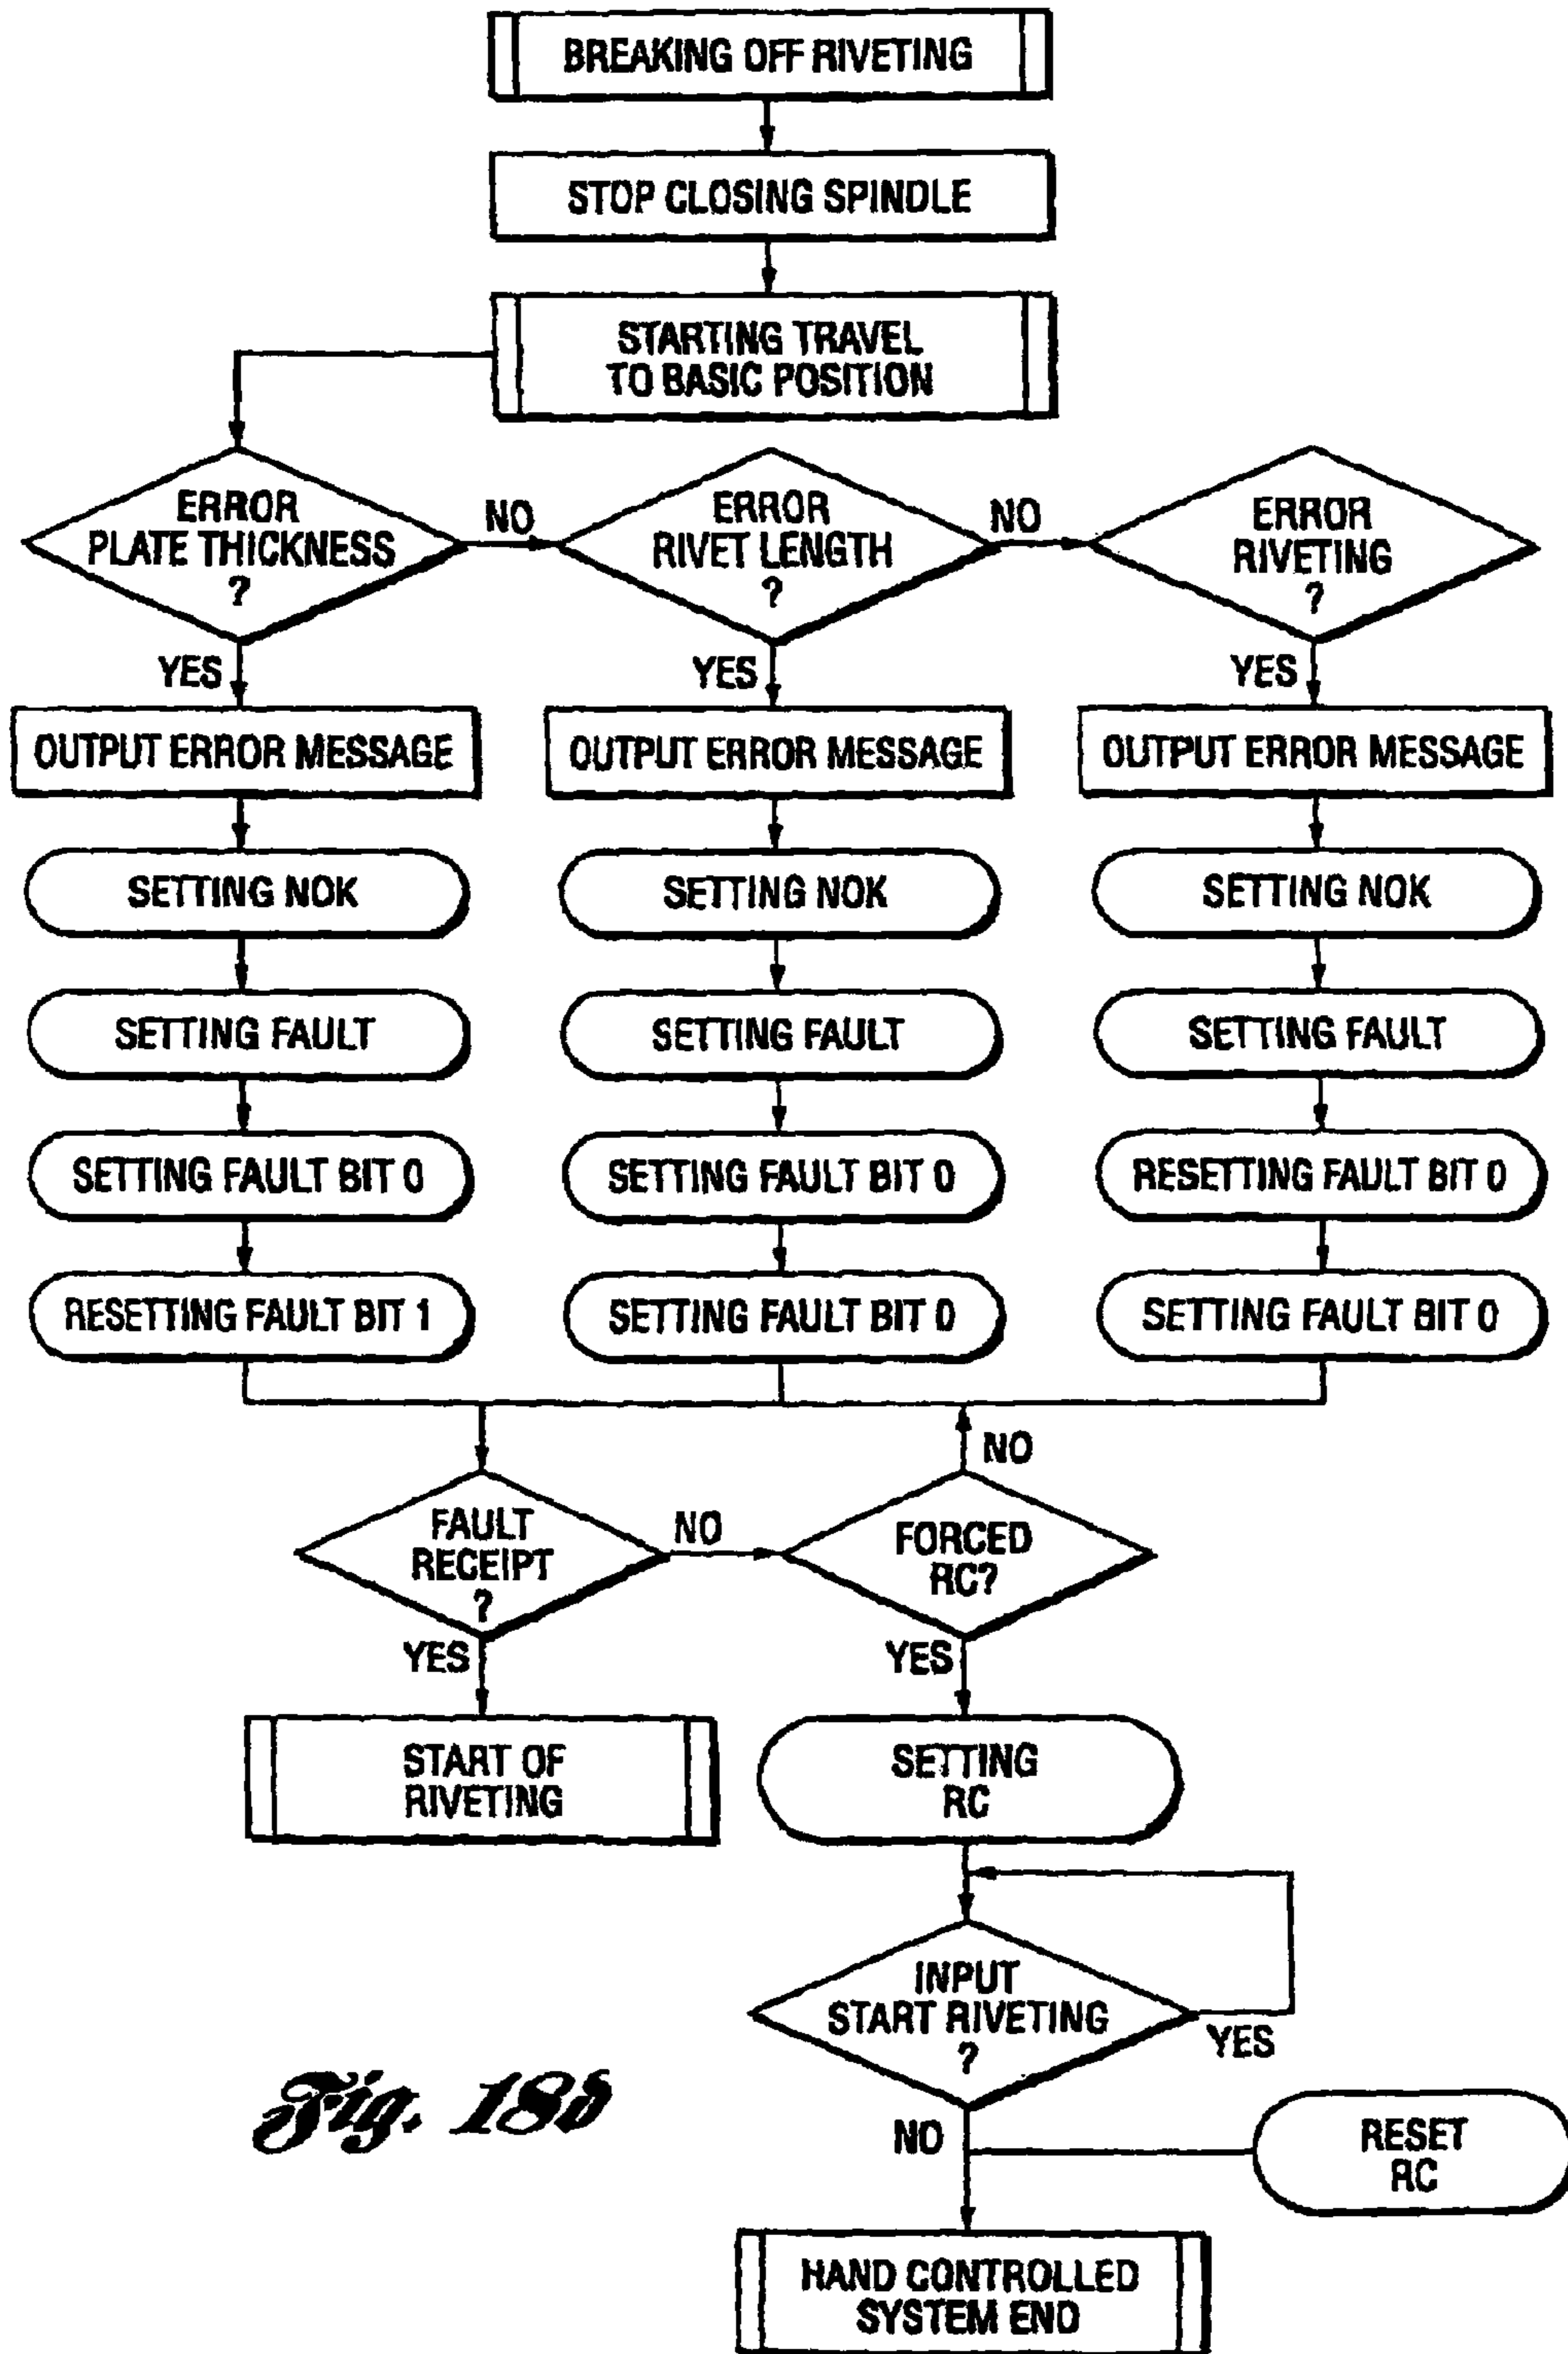 BREAKING OFF RIVETING
STOP CLOSING SPINDLE
STARTING TRAVEL
TO BASIC POSITION
ERROR
PLATE THICKNESS
?
NO
ERROR
RIVET LENGTH
?
NO
ERROR
RIVETING
?
YES
YES
YES
OUTPUT ERROR MESSAGE
OUTPUT ERROR MESSAGE
OUTPUT ERROR MESSAGE
SETTING NOK
SETTING NOK
SETTING NOK
SETTING FAULT
SETTING FAULT
SETTING FAULT
SETTING FAULT BIT 0
SETTING FAULT BIT 0
RESETTING FAULT BIT 0
RESETTING FAULT BIT 1
SETTING FAULT BIT 0
SETTING FAULT BIT 0
NO
FAULT
RECEIPT
?
NO
FORCED
RC?
YES
YES
START OF
RIVETING
SETTING
RC
INPUT
START RIVETING
?
YES
NO
RESET
RC
HAND CONTROLLED
SYSTEM END
Fig. 18b